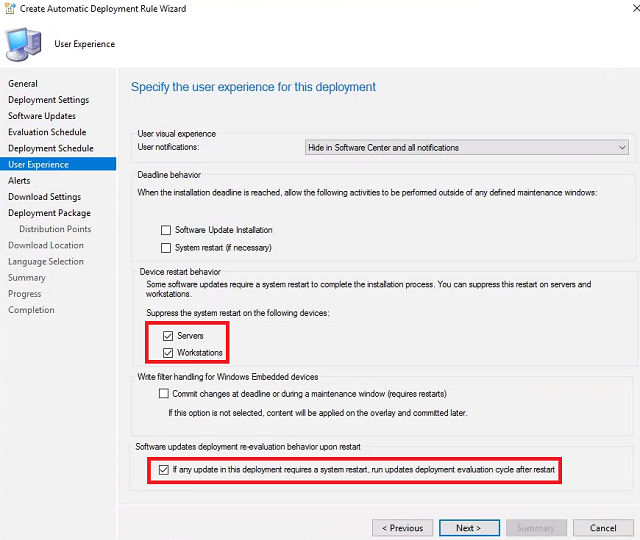 Create Automatic Deployment Rule Wizard
User Experience
General
Deployment Settings
Software Updates
Evaluation Schedule
Deployment Schedule
User Experience
Alerts
Download Settings
Deployment Package
Distribution Points
Download Location
Language Selection
Summary
Progress
Completion
Specify the user experience for this deployment
User visual experience
User notifications:
Hide in Software Center and all notifications
Deadline behavior
When the installation deadline is reached, allow the following activities to be performed outside of any defined maintenance windows:
Software Update Installation
System restart (if necessary)
Device restart behavior
Some software updates require a system restart to complete the installation process. You can suppress this restart on servers and
workstations.
Suppress the system restart on the following devices:
Servers
Workstations
Write filter handling for Windows Embedded devices
Commit changes at deadline or during a maintenance window (requires restarts)
If this option is not selected, content will be applied on the overlay and committed later.
Software updates deployment re-evaluation behavior upon restart
If any update in this deployment requires a system restart, run updates deployment evaluation cycle after restart
< Previous
Next >
Summary
Cancel